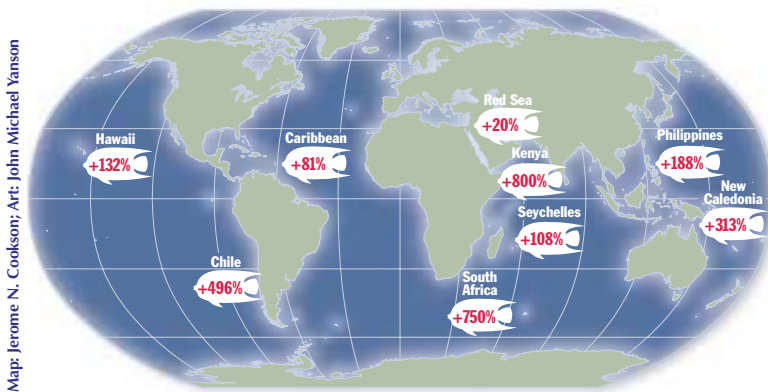 Map: Jerome N. Cookson; Art: John Michael Yanson
Red Sea
+20%
Hawaii
+132%
Caribbean
+81%
Philippines
+188%
Kenya
+800%
New
Caledonia
+313%
Seychelles
+108%
Chile
+496%
South
Africa
+750%